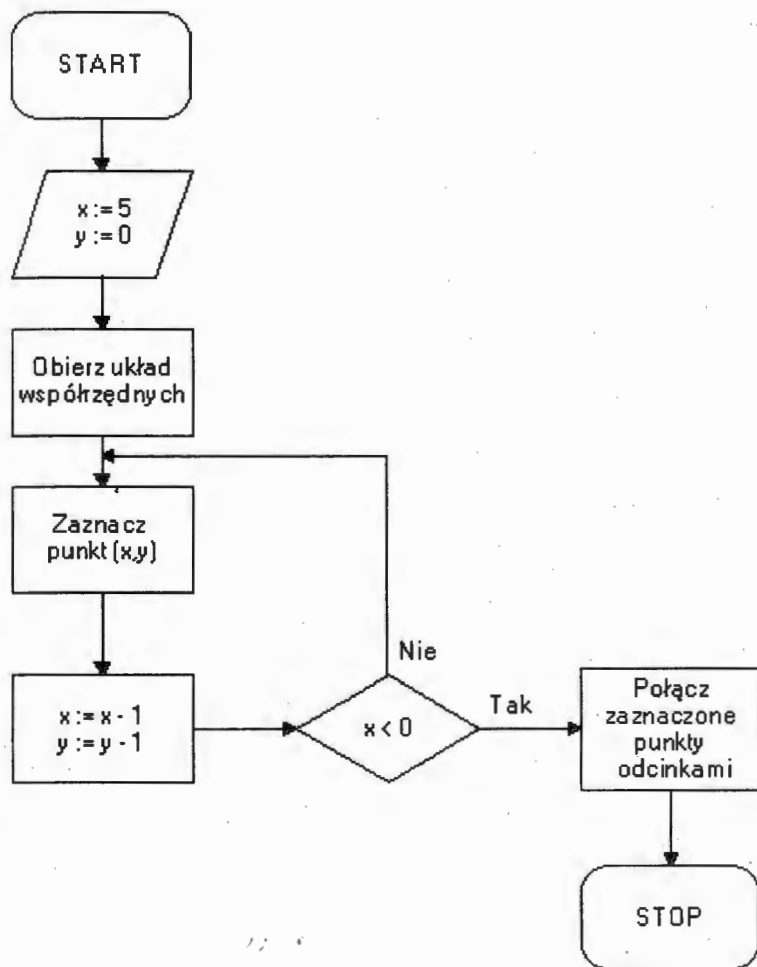 START
x := 5
y := 0
Obierz układ
współrzędnych
Zaznacz
punkt (x,y)
x := x - 1
y := y - 1
Nie
x < 0
Tak
Połącz
zaznaczone
punkty
odcinkami
STOP